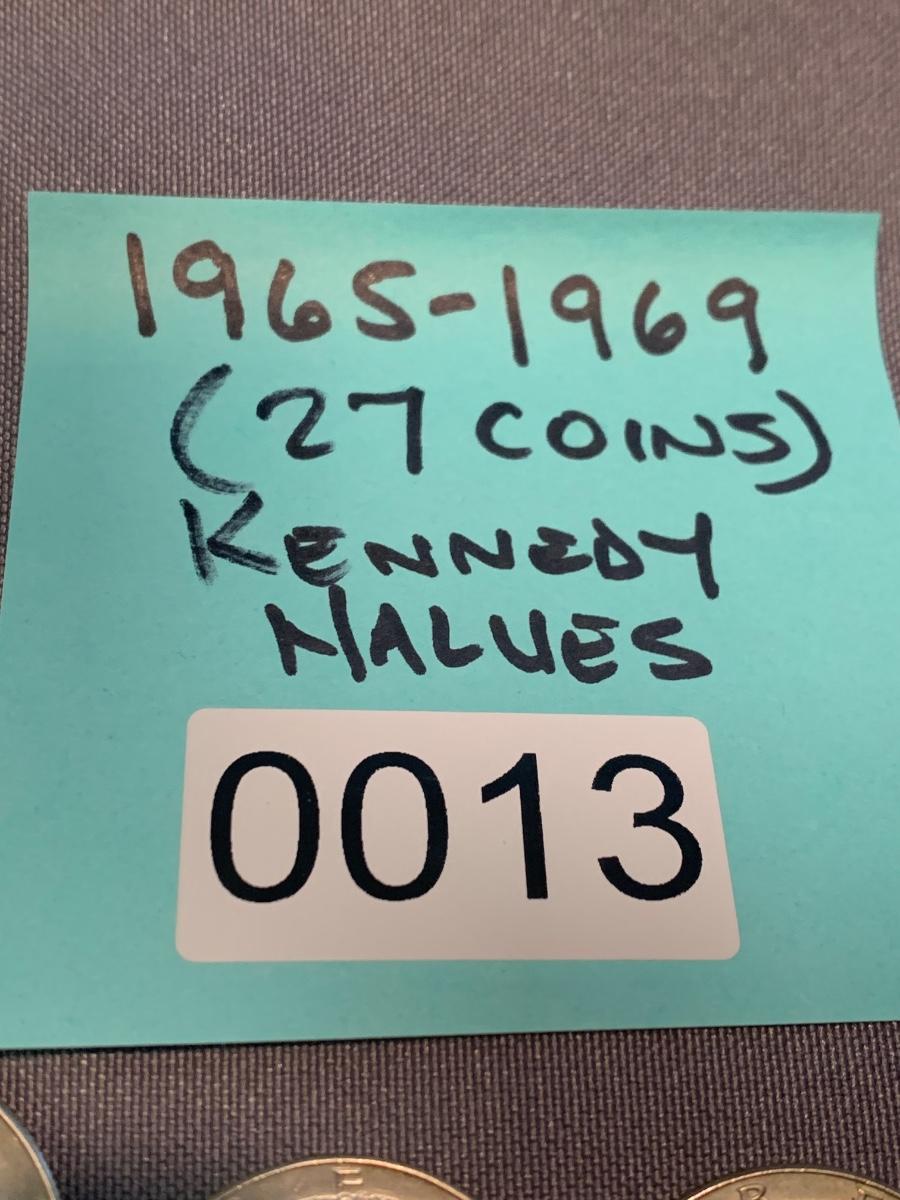 1965-1969
(27 COINS)
KENNEDY
HALVES
0013